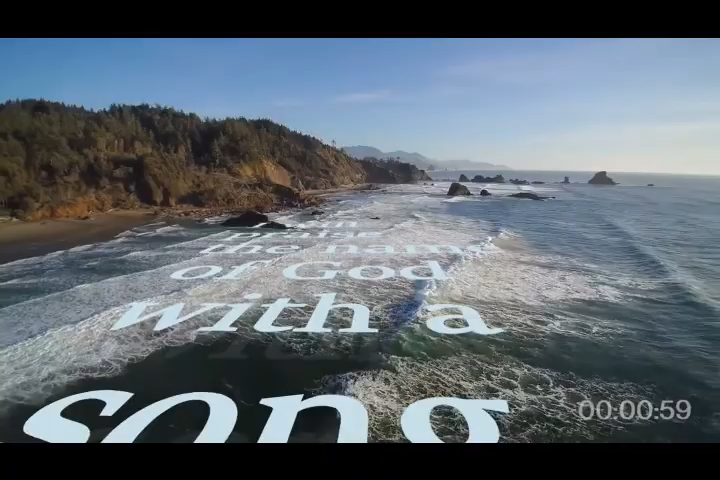 the name
of God
with a
song
00:00:59